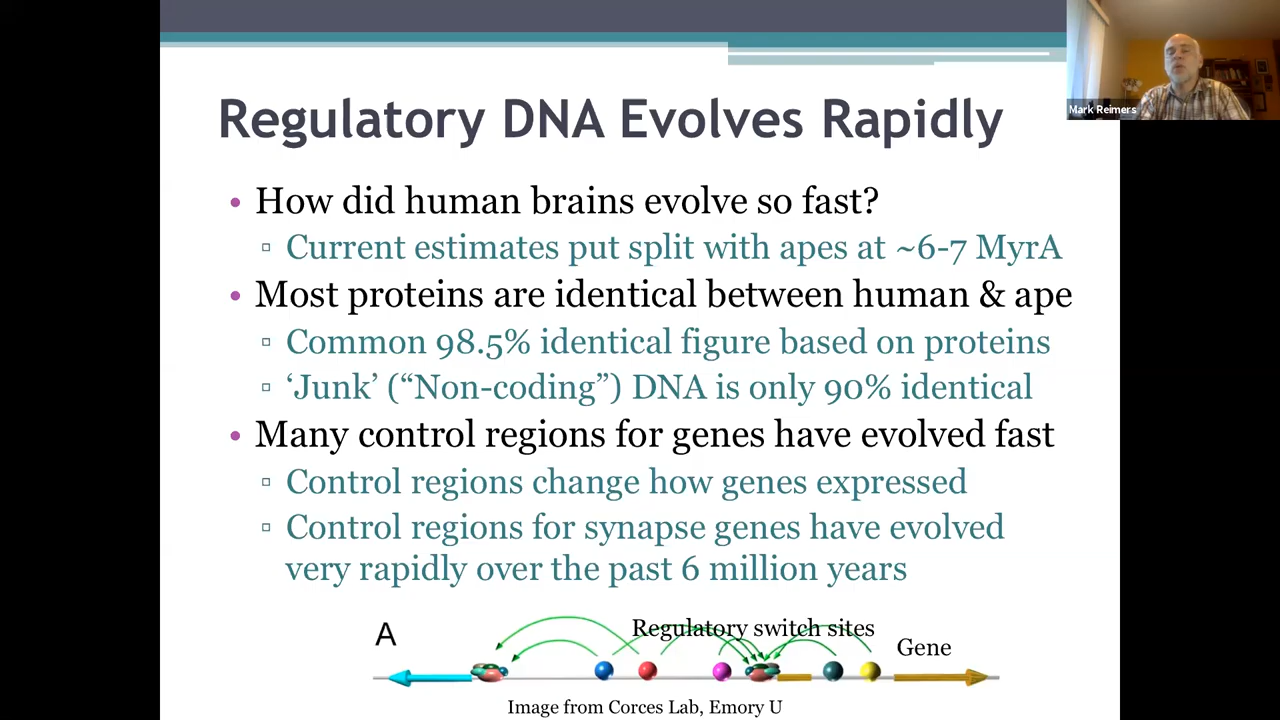 Regulatory DNA Evolves Rapidly
Mark Reimers
• How did human brains evolve so fast?
▫ Current estimates put split with apes at ~6-7 MyrA
• Most proteins are identical between human & ape
▫ Common 98.5% identical figure based on proteins
▫ ‘Junk’ (“Non-coding”) DNA is only 90% identical
• Many control regions for genes have evolved fast
▫ Control regions change how genes expressed
▫ Control regions for synapse genes have evolved
very rapidly over the past 6 million years
A
Regulatory switch sites
Gene
Image from Corces Lab, Emory U